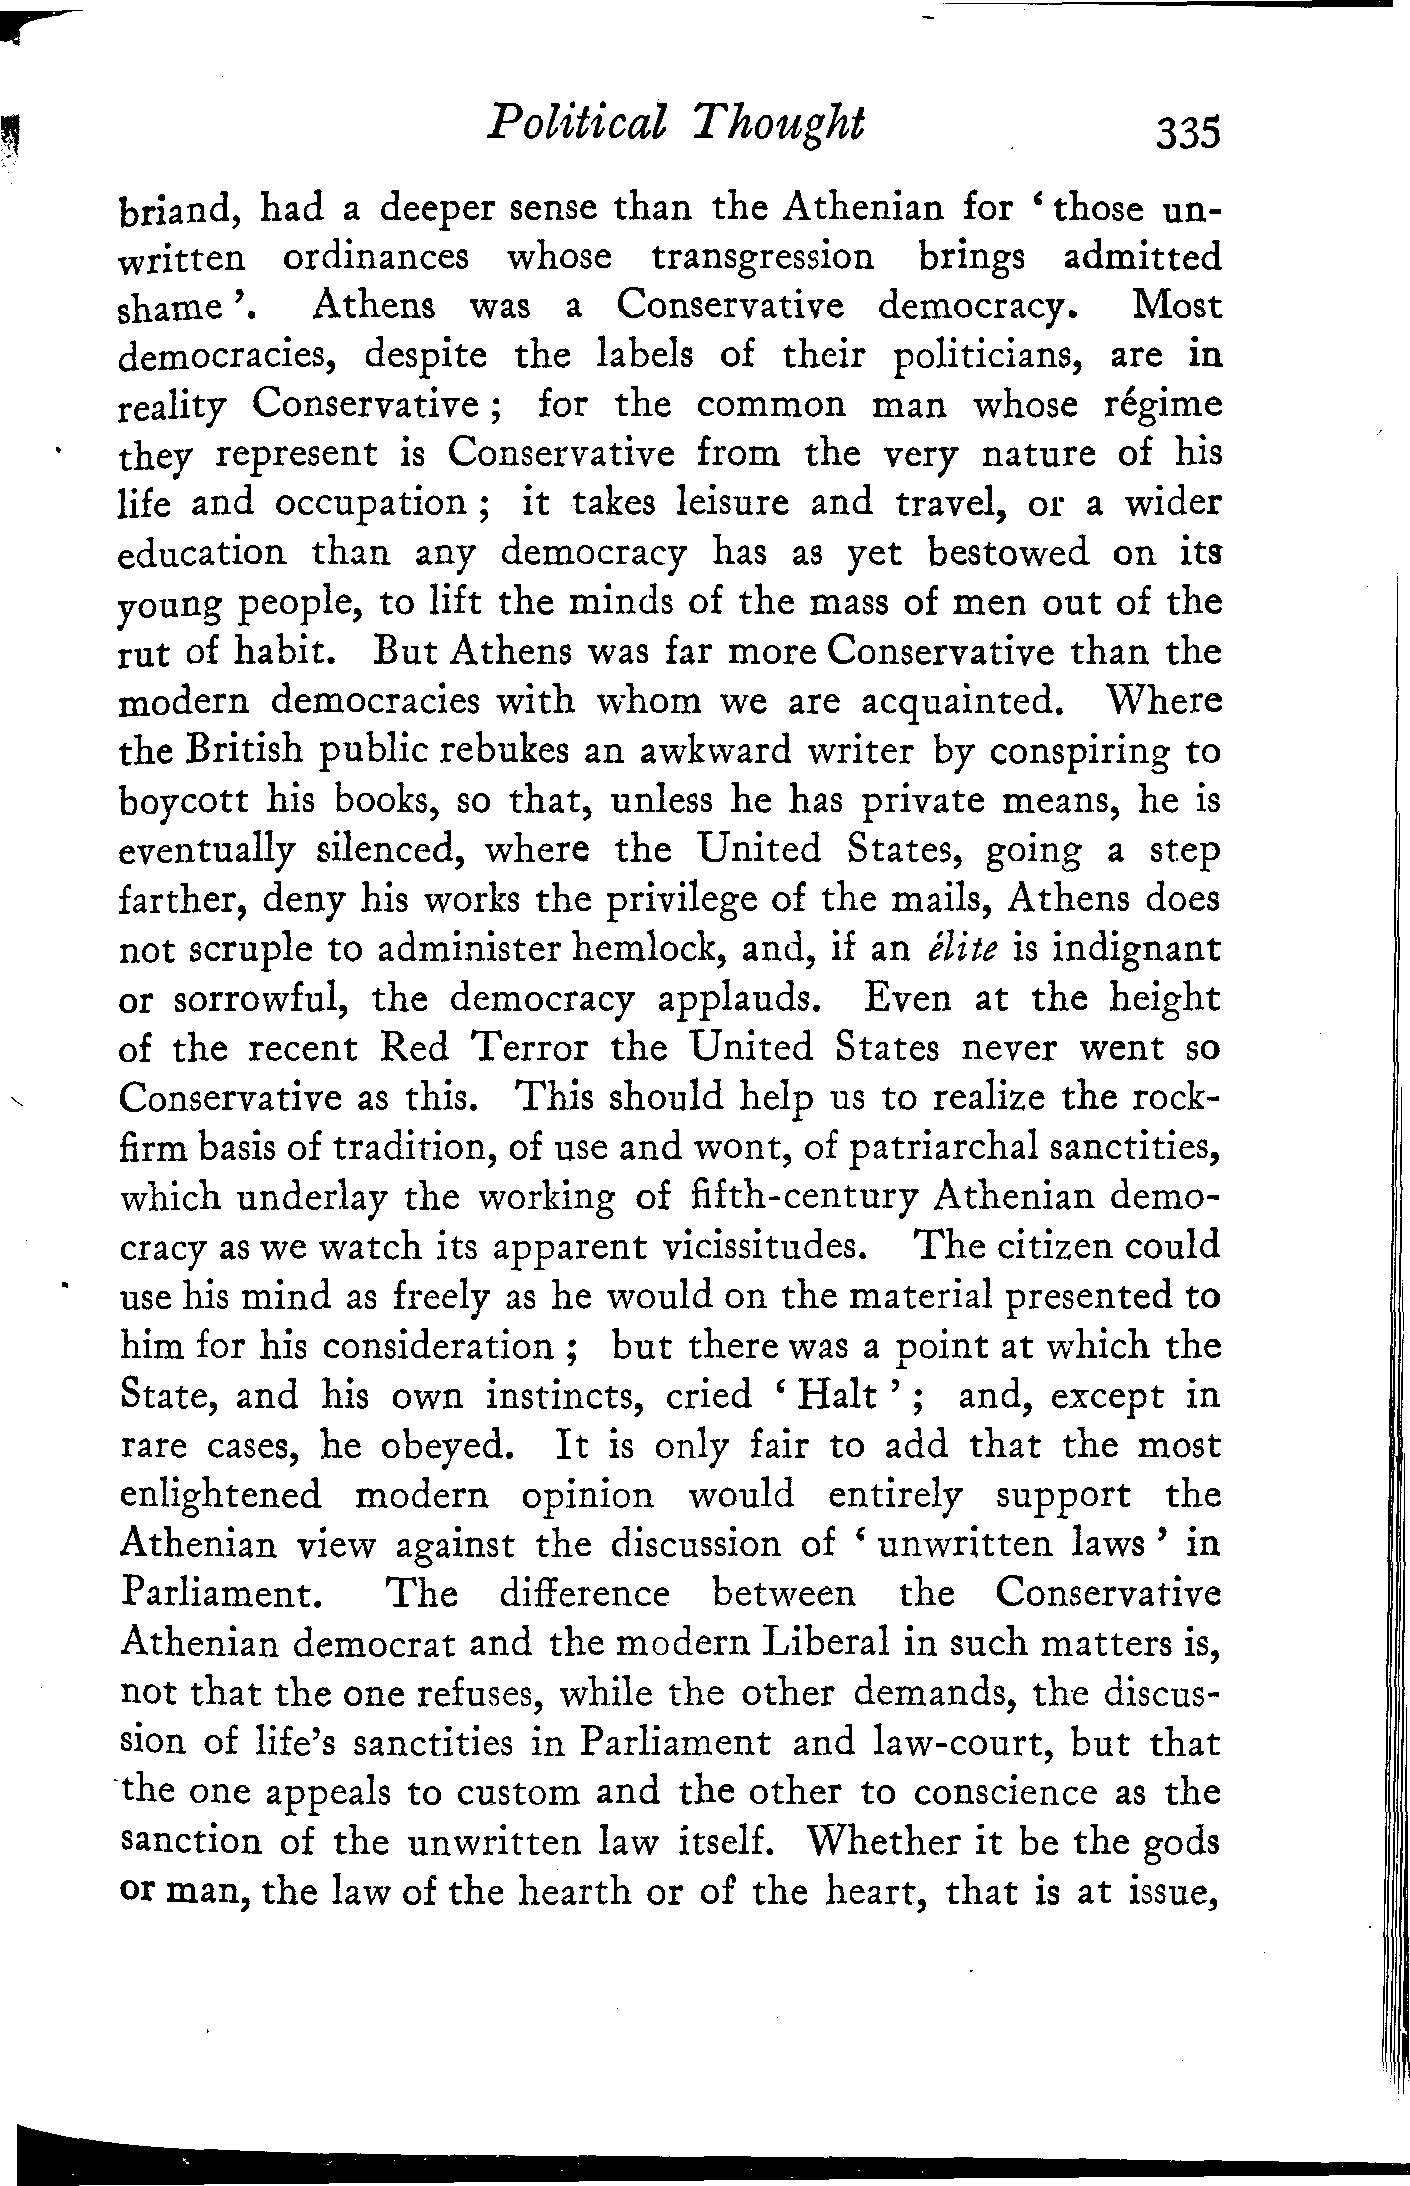 Political Thought 335
briand, had a deeper sense than the Athenian for ‘ those un-
written ordinances whose transgression brings admitted
shame ’. Athens was a Conservative democracy. Most
democracies, despite the labels of their politicians, are in
reality Conservative ; for the common man whose régime
they represent is Conservative from the very nature of his
life and occupation ; it takes leisure and travel, or a wider
education than any democracy has as yet bestowed on its
young people, to lift the minds of the mass of men out of the
rut of habit. But Athens was far more Conservative than the
modern democracies with whom we are acquainted. Where
the British public rebukes an awkward writer by conspiring to
boycott his books, so that, unless he has private means, he is
eventually silenced, where the United States, going a step
farther, deny his works the privilege of the mails, Athens does
not scruple to administer hemlock, and, if an élite is indignant
or sorrowful, the democracy applauds. Even at the height
of the recent Red Terror the United States never went so
Conservative as this. This should help us to realize the rock-
firm basis of tradition, of use and wont, of patriarchal sanctities,
which underlay the working of fifth-century Athenian demo-
cracy as we watch its apparent vicissitudes. The citizen could
use his mind as freely as he would on the material presented to
him for his consideration ; but there was a point at which the
State, and his own instincts, cried ‘ Halt ’ ; and, except in
rare cases, he obeyed. It is only fair to add that the most
enlightened modern opinion would entirely support the
Athenian view against the discussion of ‘ unwritten laws ’ in
Parliament. The difference between the Conservative
Athenian democrat and the modern Liberal in such matters is,
not that the one refuses, while the other demands, the discus-
sion of life’s sanctities in Parliament and law-court, but that
the one appeals to custom and the other to conscience as the
sanction of the unwritten law itself. Whether it be the gods
or man, the law of the hearth or of the heart, that is at issue,